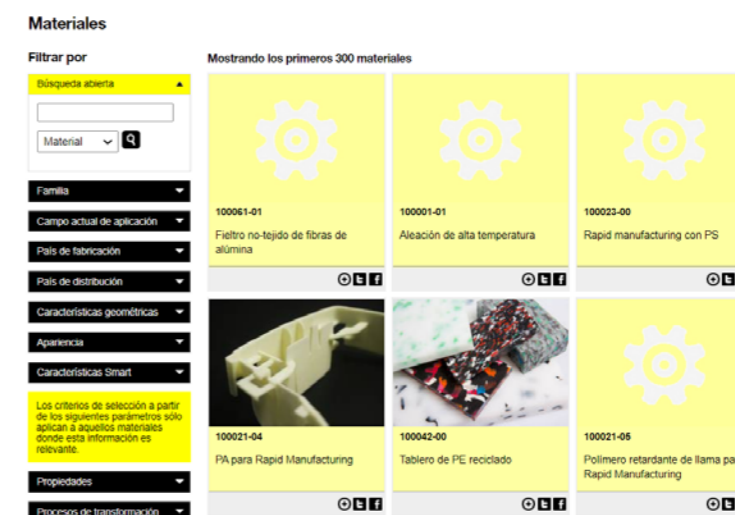 Materiales
Filtrar por
Mostrando los primeros 300 materiales
Búsqueda abierta
Material
Familia
Campo actual de aplicación
País de fabricación
País de distribución
Características geométricas
Apariencia
Características Smart
Los criterios de selección a partir
de los siguientes parámetros sólo
aplican a aquellos materiales
donde esta información es
relevante.
Propiedades
Procesos de transformación
100061-01
Fieltro no-tejido de fibras de
alúmina
100001-01
Aleación de alta temperatura
100023-00
Rapid manufacturing con PS
100021-04
PA para Rapid Manufacturing
100042-00
Tablero de PE reciclado
100021-05
Polímero retardante de llama pa
Rapid Manufacturing